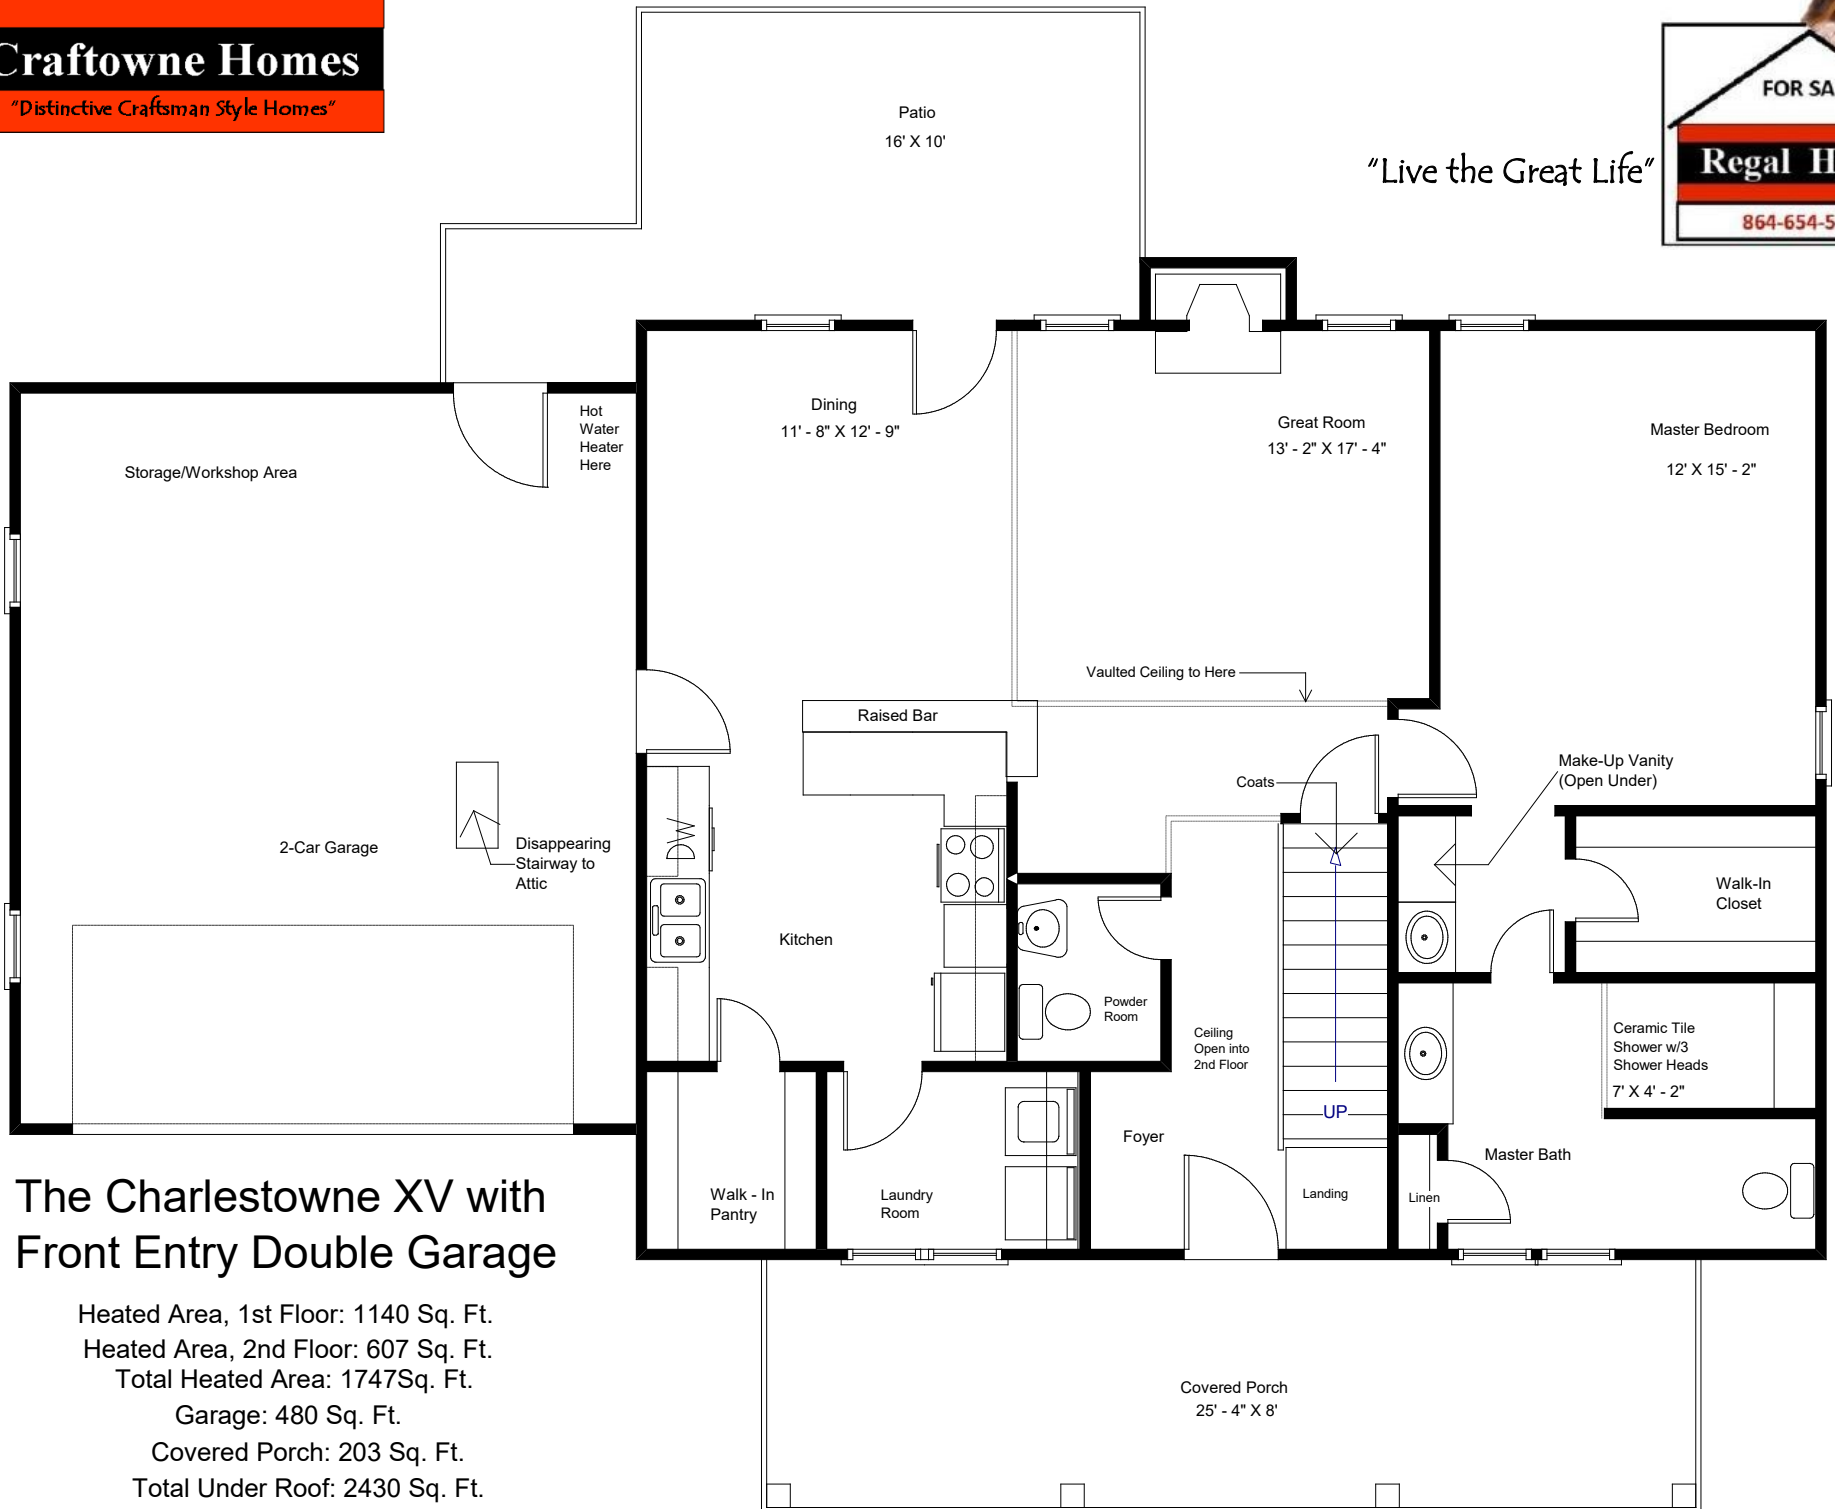 Craftowne Homes
"Distinctive Craftsman Style Homes"
Patio
16' X 10'
"Live the Great Life"
FOR SA
Regal H
864-654-5
Hot
Water
Heater
Here
Storage/Workshop Area
Dining
11' - 8" X 12' - 9"
Great Room
13' - 2" X 17' - 4"
Master Bedroom
12' X 15' - 2"
Vaulted Ceiling to Here
Raised Bar
Coats
Make-Up Vanity
(Open Under)
2-Car Garage
Disappearing
Stairway to
Attic
DW
Kitchen
Walk-In
Closet
Powder
Room
Ceiling
Open into
2nd Floor
Ceramic Tile
Shower w/3
Shower Heads
7' X 4' - 2"
UP
Foyer
Master Bath
Walk - In
Pantry
Laundry
Room
Landing
Linen
The Charlestowne XV with
Front Entry Double Garage
Heated Area, 1st Floor: 1140 Sq. Ft.
Heated Area, 2nd Floor: 607 Sq. Ft.
Total Heated Area: 1747Sq. Ft.
Garage: 480 Sq. Ft.
Covered Porch: 203 Sq. Ft.
Total Under Roof: 2430 Sq. Ft.
Covered Porch
25' - 4" X 8'